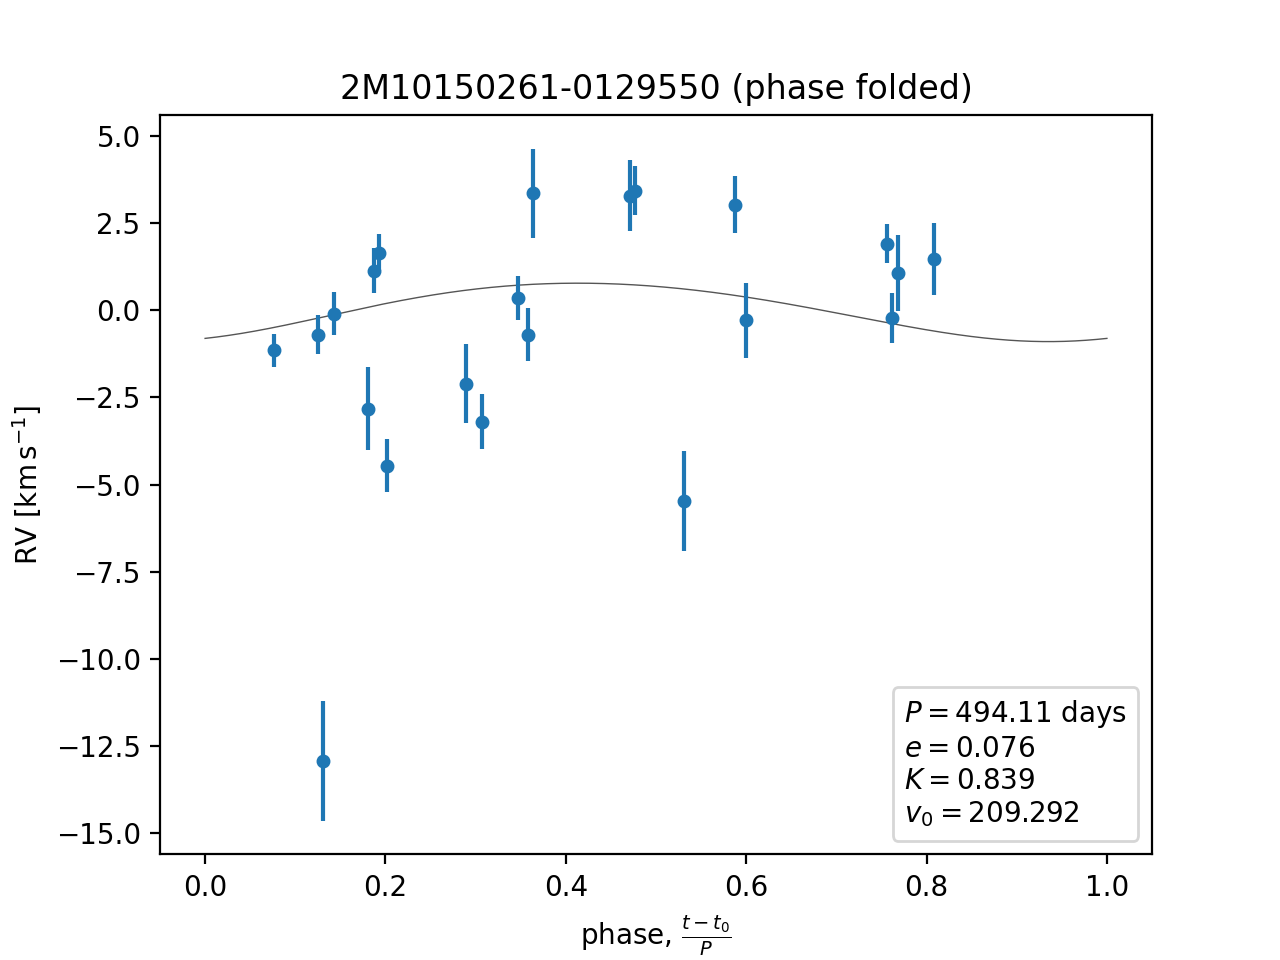 2M10150261-0129550 (phase folded)
RV [km s⁻¹]
5.0
2.5
0.0
−2.5
−5.0
−7.5
−10.0
−12.5
−15.0
P = 494.11 days
e = 0.076
K = 0.839
v₀ = 209.292
0.0 0.2 0.4 0.6 0.8 1.0
phase, (t − t₀)/P